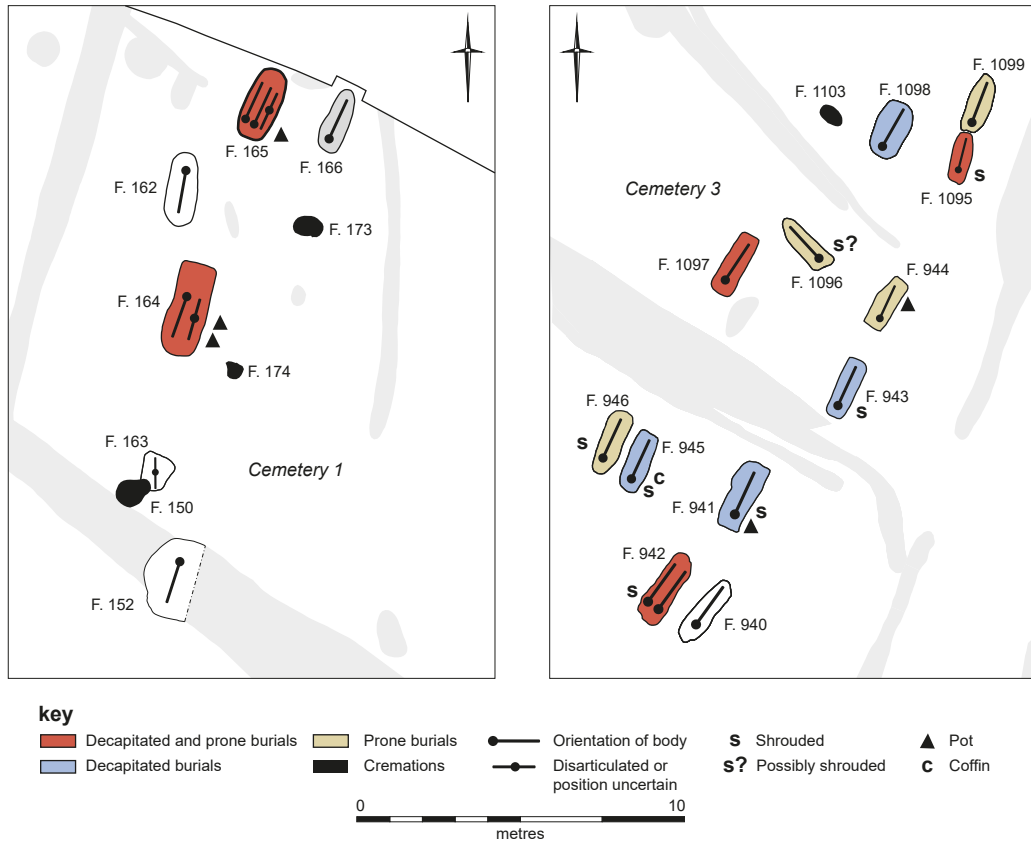 F. 165
F. 166
F. 162
F. 173
F. 164
F. 174
F. 163
Cemetery 1
F. 150
F. 152
F. 1099
F. 1103
F. 1098
s
F. 1095
Cemetery 3
s?
F. 1097
F. 1096
F. 944
F. 943
s
F. 946
s
F. 945
c
s
F. 941
s
F. 942
s
F. 940
key
Decapitated and prone burials
Decapitated burials
Prone burials
Cremations
Orientation of body
Disarticulated or
position uncertain
s Shrouded
s? Possibly shrouded
Pot
c Coffin
0 10
metres